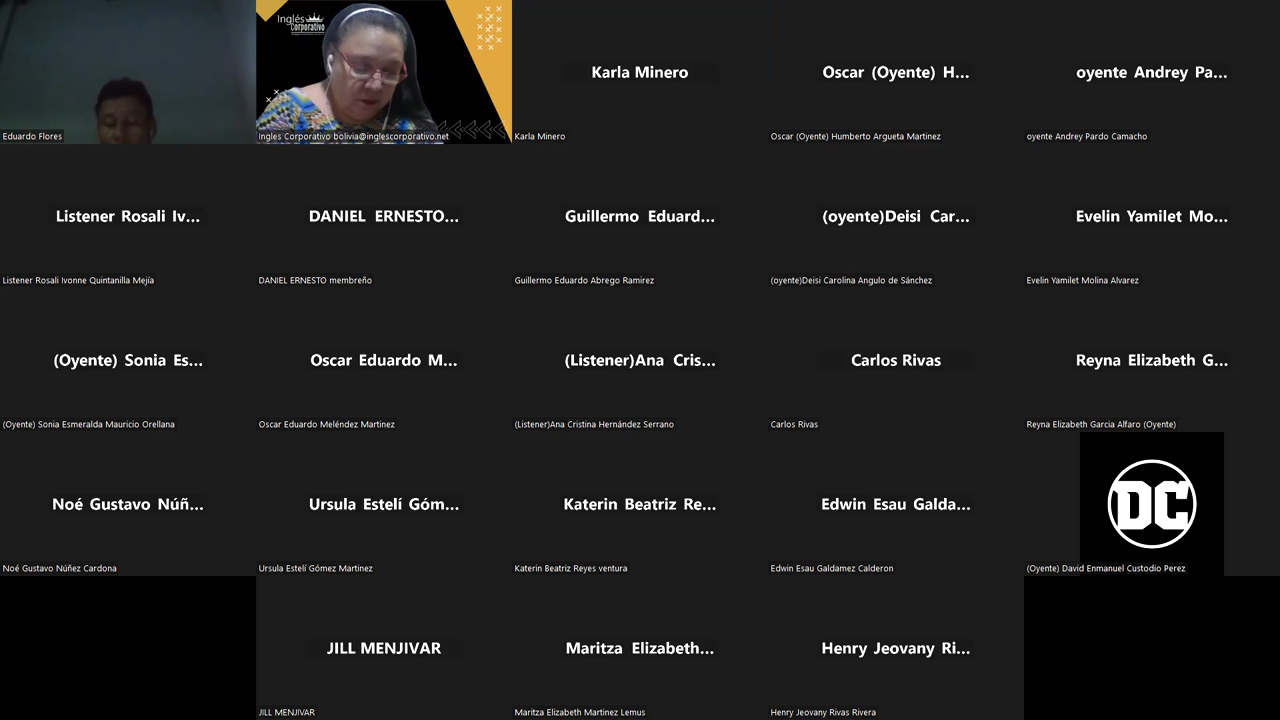 Inglés
Corporativo
Eduardo Flores
Ingles Corporativo bolivia@inglescorporativo.net
Karla Minero
Karla Minero
Oscar (Oyente) H...
Oscar (Oyente) Humberto Argueta Martinez
oyente Andrey Pa...
oyente Andrey Pardo Camacho
Listener Rosali Iv...
Listener Rosali Ivonne Quintanilla Mejía
DANIEL ERNESTO...
DANIEL ERNESTO membreño
Guillermo Eduard...
Guillermo Eduardo Abrego Ramirez
(oyente)Deisi Car...
(oyente)Deisi Carolina Angulo de Sánchez
Evelin Yamilet Mo...
Evelin Yamilet Molina Alvarez
(Oyente) Sonia Es...
(Oyente) Sonia Esmeralda Mauricio Orellana
Oscar Eduardo M...
Oscar Eduardo Meléndez Martinez
(Listener)Ana Cris...
(Listener)Ana Cristina Hernández Serrano
Carlos Rivas
Carlos Rivas
Reyna Elizabeth G...
Reyna Elizabeth Garcia Alfaro (Oyente)
Noé Gustavo Núñ...
Noé Gustavo Núñez Cardona
Ursula Estelí Góm...
Ursula Estelí Gómez Martinez
Katerin Beatriz Re...
Katerin Beatriz Reyes ventura
Edwin Esau Galda...
Edwin Esau Galdamez Calderon
DC
(Oyente) David Enmanuel Custodio Perez
JILL MENJIVAR
JILL MENJIVAR
Maritza Elizabeth...
Maritza Elizabeth Martinez Lemus
Henry Jeovany Ri...
Henry Jeovany Rivas Rivera